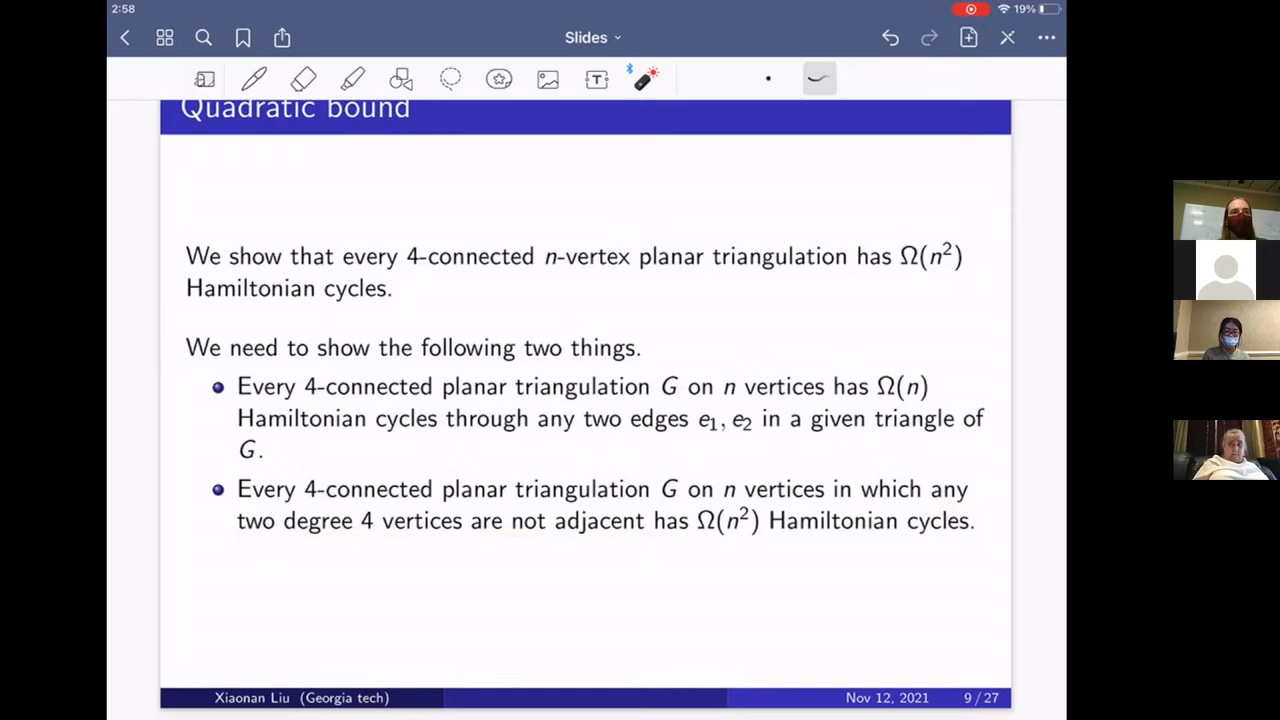 2:58
19%
Slides
T
Quadratic bound
We show that every 4-connected n-vertex planar triangulation has Ω(n²)
Hamiltonian cycles.
We need to show the following two things.
Every 4-connected planar triangulation G on n vertices has Ω(n)
Hamiltonian cycles through any two edges e₁, e₂ in a given triangle of
G.
Every 4-connected planar triangulation G on n vertices in which any
two degree 4 vertices are not adjacent has Ω(n²) Hamiltonian cycles.
Xiaonan Liu (Georgia tech)
Nov 12, 2021
9 / 27